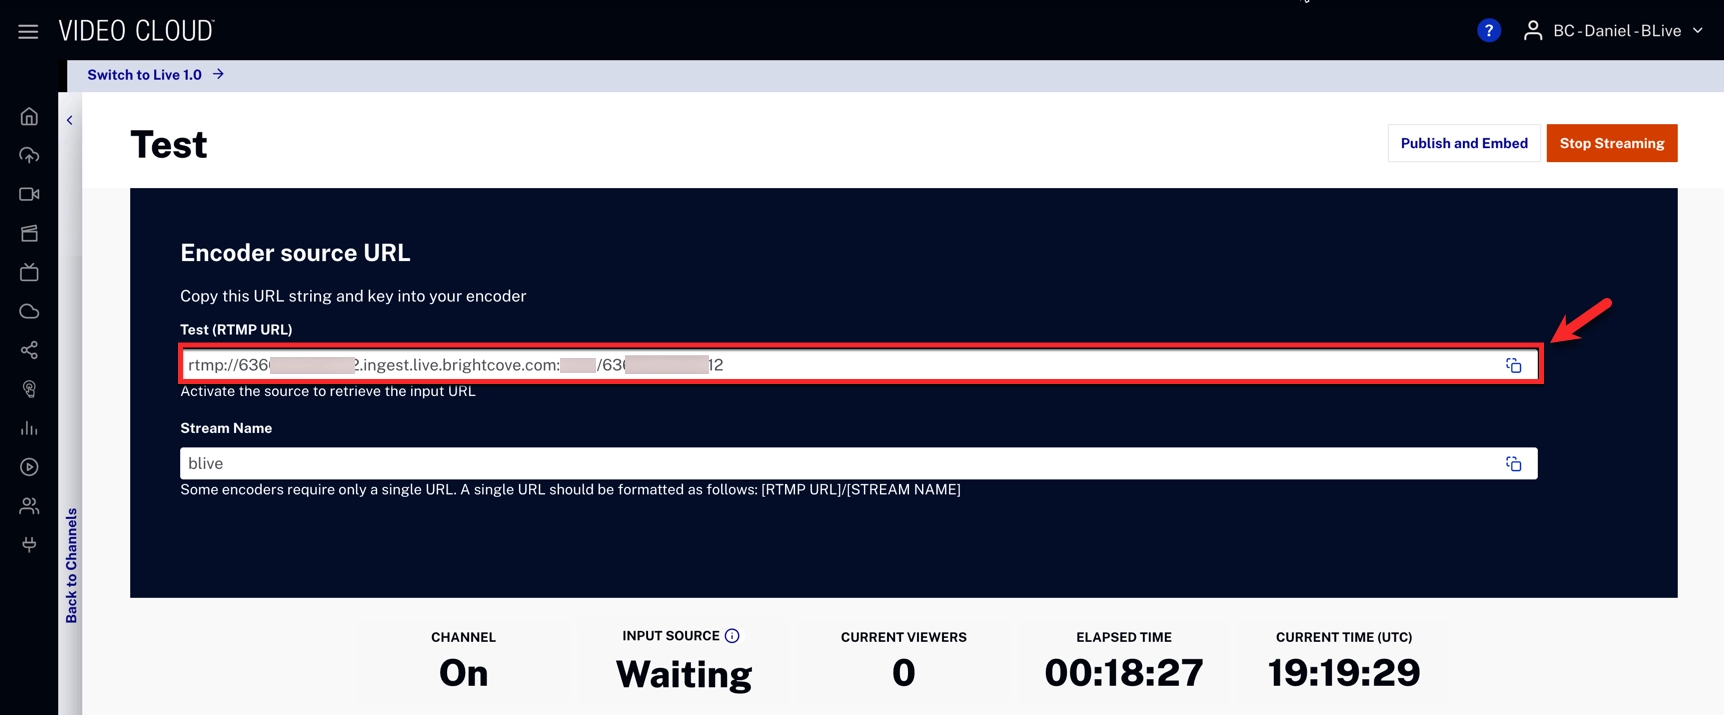 VIDEO CLOUD
? BC-Daniel-BLive
Switch to Live 1.0 →
Test
Publish and Embed
Stop Streaming
Encoder source URL
Copy this URL string and key into your encoder
Test (RTMP URL)
rtmp://636 2.ingest.live.brightcove.com: /636 12
Activate the source to retrieve the input URL
Stream Name
blive
Some encoders require only a single URL. A single URL should be formatted as follows: [RTMP URL]/[STREAM NAME]
Back to Channels
CHANNEL
On
INPUT SOURCE
Waiting
CURRENT VIEWERS
0
ELAPSED TIME
00:18:27
CURRENT TIME (UTC)
19:19:29